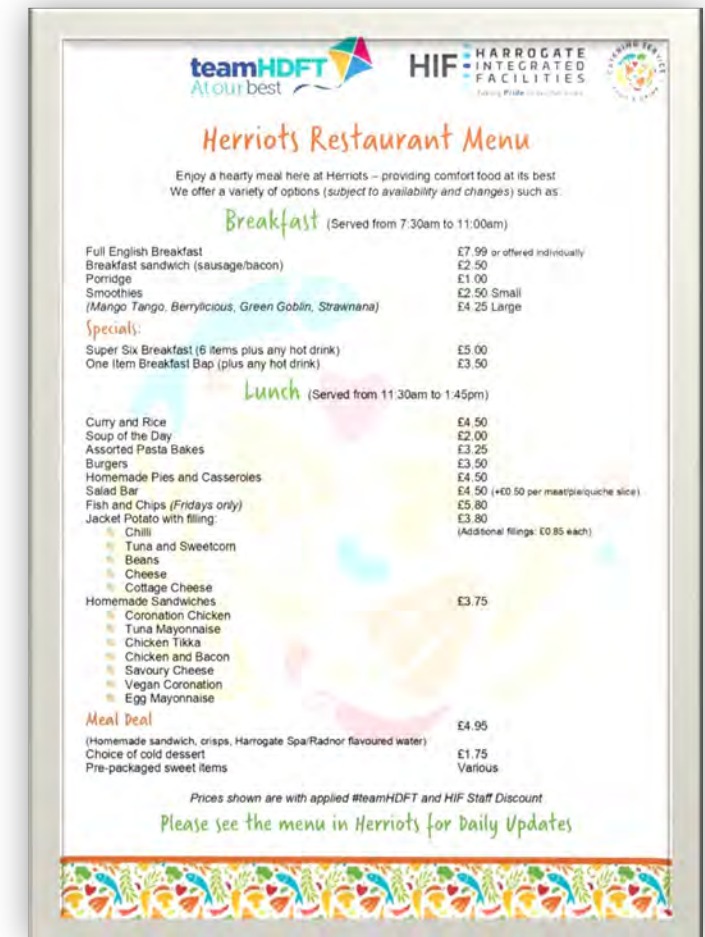 teamHDFT
At our best
HIF HARROGATE
INTEGRATED
FACILITIES
CATERING SERVICE
Herriots Restaurant Menu
Enjoy a hearty meal here at Herriots – providing comfort food at its best
We offer a variety of options (subject to availability and changes) such as:
Breakfast (Served from 7:30am to 11:00am)
Full English Breakfast £7.99 or offered individually
Breakfast sandwich (sausage/bacon) £2.50
Porridge £1.00
Smoothies £2.50 Small
(Mango Tango, Berrylicious, Green Goblin, Strawnana) £4.25 Large
Specials:
Super Six Breakfast (6 items plus any hot drink) £5.00
One Item Breakfast Bap (plus any hot drink) £3.50
Lunch (Served from 11:30am to 1:45pm)
Curry and Rice £4.50
Soup of the Day £2.00
Assorted Pasta Bakes £3.25
Burgers £3.50
Homemade Pies and Casseroles £4.50
Salad Bar £4.50 (+£0.50 per meat/pie/quiche slice)
Fish and Chips (Fridays only) £5.80
Jacket Potato with filling: £3.80
Chilli (Additional fillings: £0.85 each)
Tuna and Sweetcorn
Beans
Cheese
Cottage Cheese
Homemade Sandwiches £3.75
Coronation Chicken
Tuna Mayonnaise
Chicken Tikka
Chicken and Bacon
Savoury Cheese
Vegan Coronation
Egg Mayonnaise
Meal Deal £4.95
(Homemade sandwich, crisps, Harrogate Spa/Radnor flavoured water)
Choice of cold dessert £1.75
Pre-packaged sweet items Various
Prices shown are with applied #teamHDFT and HIF Staff Discount
Please see the menu in Herriots for Daily Updates